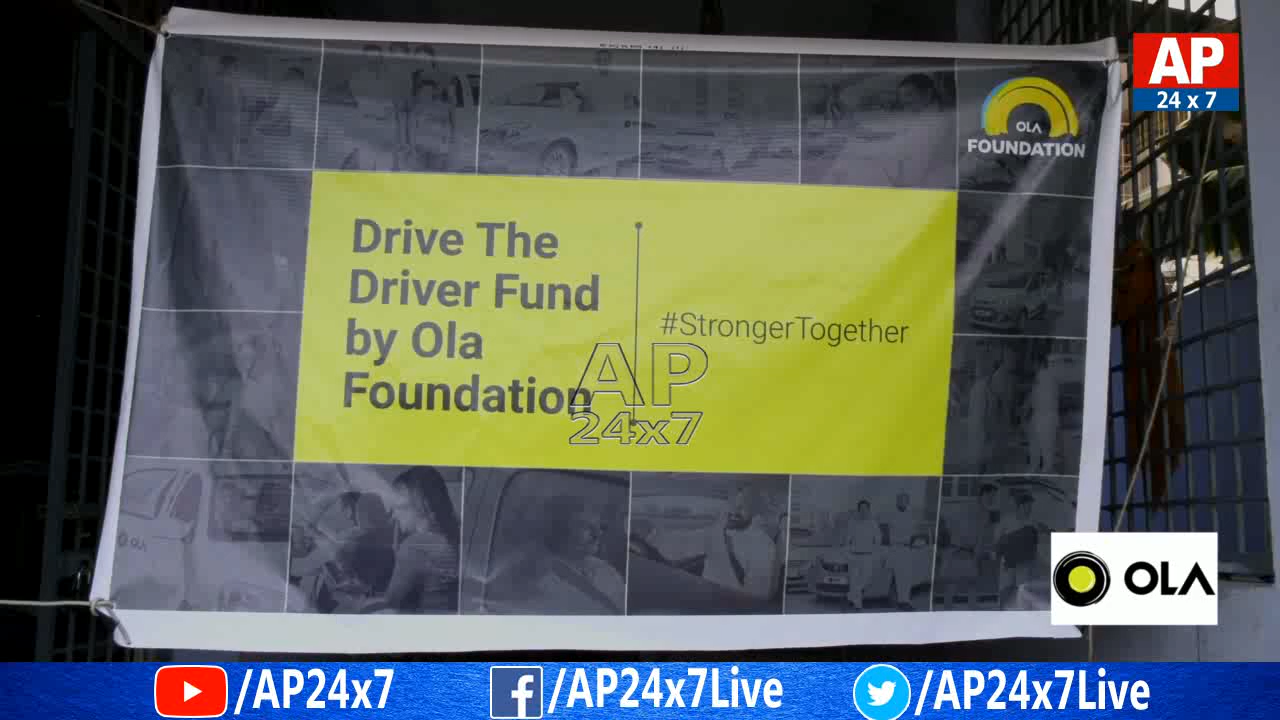 AP
24 x 7
OLA
FOUNDATION
Drive The
Driver Fund
by Ola
Foundation
#StrongerTogether
AP
24x7
OLA
/AP24x7
/AP24x7Live
/AP24x7Live